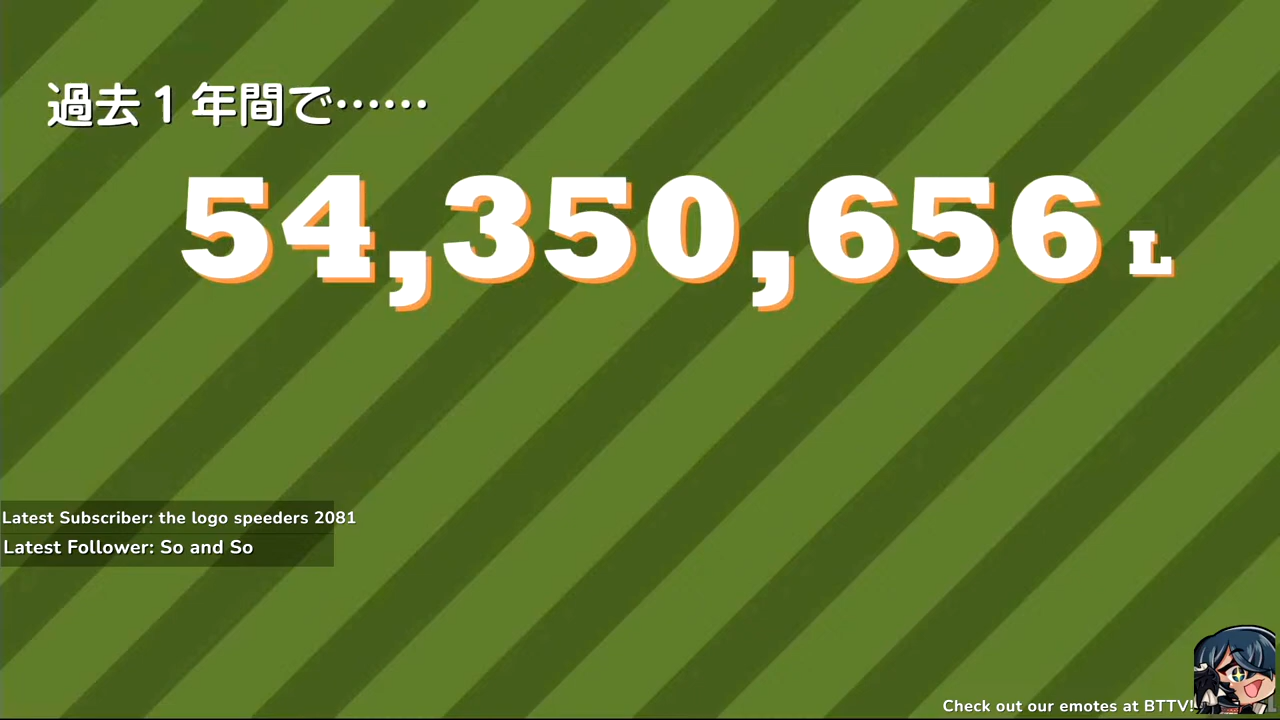 過去１年間で……
54,350,656 L
Latest Subscriber: the logo speeders 2081
Latest Follower: So and So
Check out our emotes at BTTV!